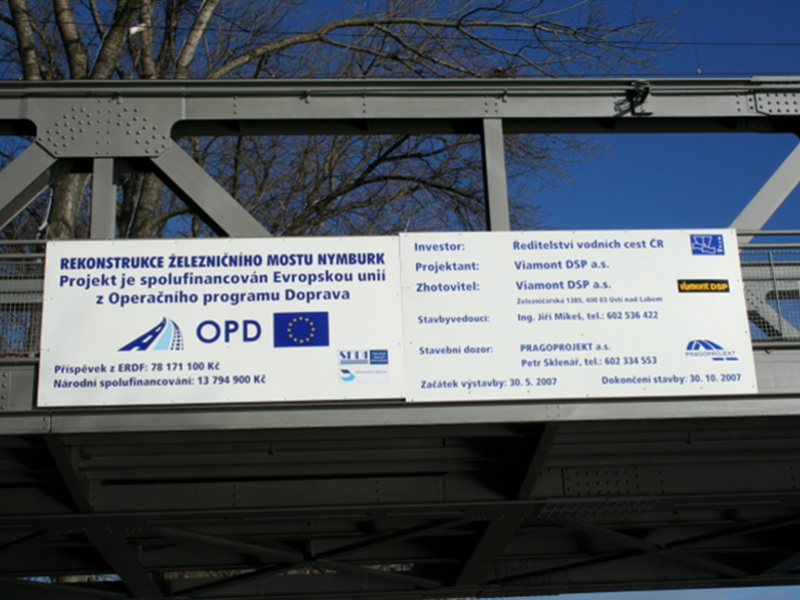 REKONSTRUKCE ŽELEZNIČNÍHO MOSTU NYMBURK
Projekt je spolufinancován Evropskou unií
z Operačního programu Doprava
OPD
Příspěvek z ERDF: 78 171 100 Kč
Národní spolufinancování: 13 794 900 Kč
Investor: Ředitelství vodních cest ČR
Projektant: Viamont DSP a.s.
Zhotovitel: Viamont DSP a.s.
Železničářská 1385, 400 03 Ústí nad Labem
Stavbyvedoucí: Ing. Jiří Mikeš, tel.: 602 536 422
Stavební dozor: PRAGOPROJEKT a.s.
Petr Sklenář, tel.: 602 334 553
Začátek výstavby: 30. 5. 2007 Dokončení stavby: 30. 10. 2007
viamont DSP
PRAGOPROJEKT